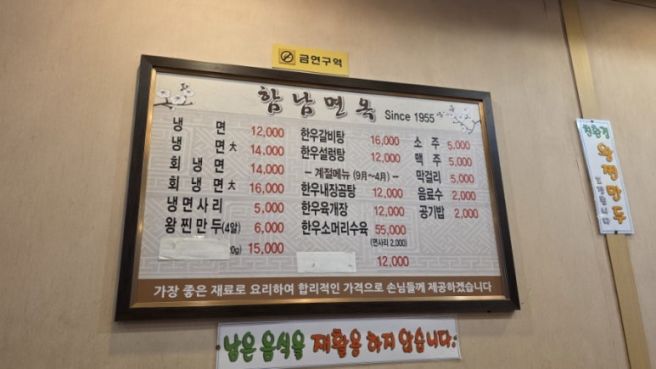 금연구역
함남면옥 Since 1955
냉 면 12,000
냉 면 大 14,000
회 냉 면 14,000
회 냉 면 大 16,000
냉면사리 5,000
왕찐만두(4알) 6,000
0g) 15,000
한우갈비탕 16,000
한우설렁탕 12,000
– 계절메뉴 (9月~4月) –
한우내장곰탕 12,000
한우육개장 12,000
한우소머리수육 55,000
(면사리 2,000)
12,000
소 주 5,000
맥 주 5,000
막걸리 5,000
음료수 2,000
공기밥 2,000
가장 좋은 재료로 요리하여 합리적인 가격으로 손님들께 제공하겠습니다
남은 음식을 재활용 하지 않습니다.
왕찐만두